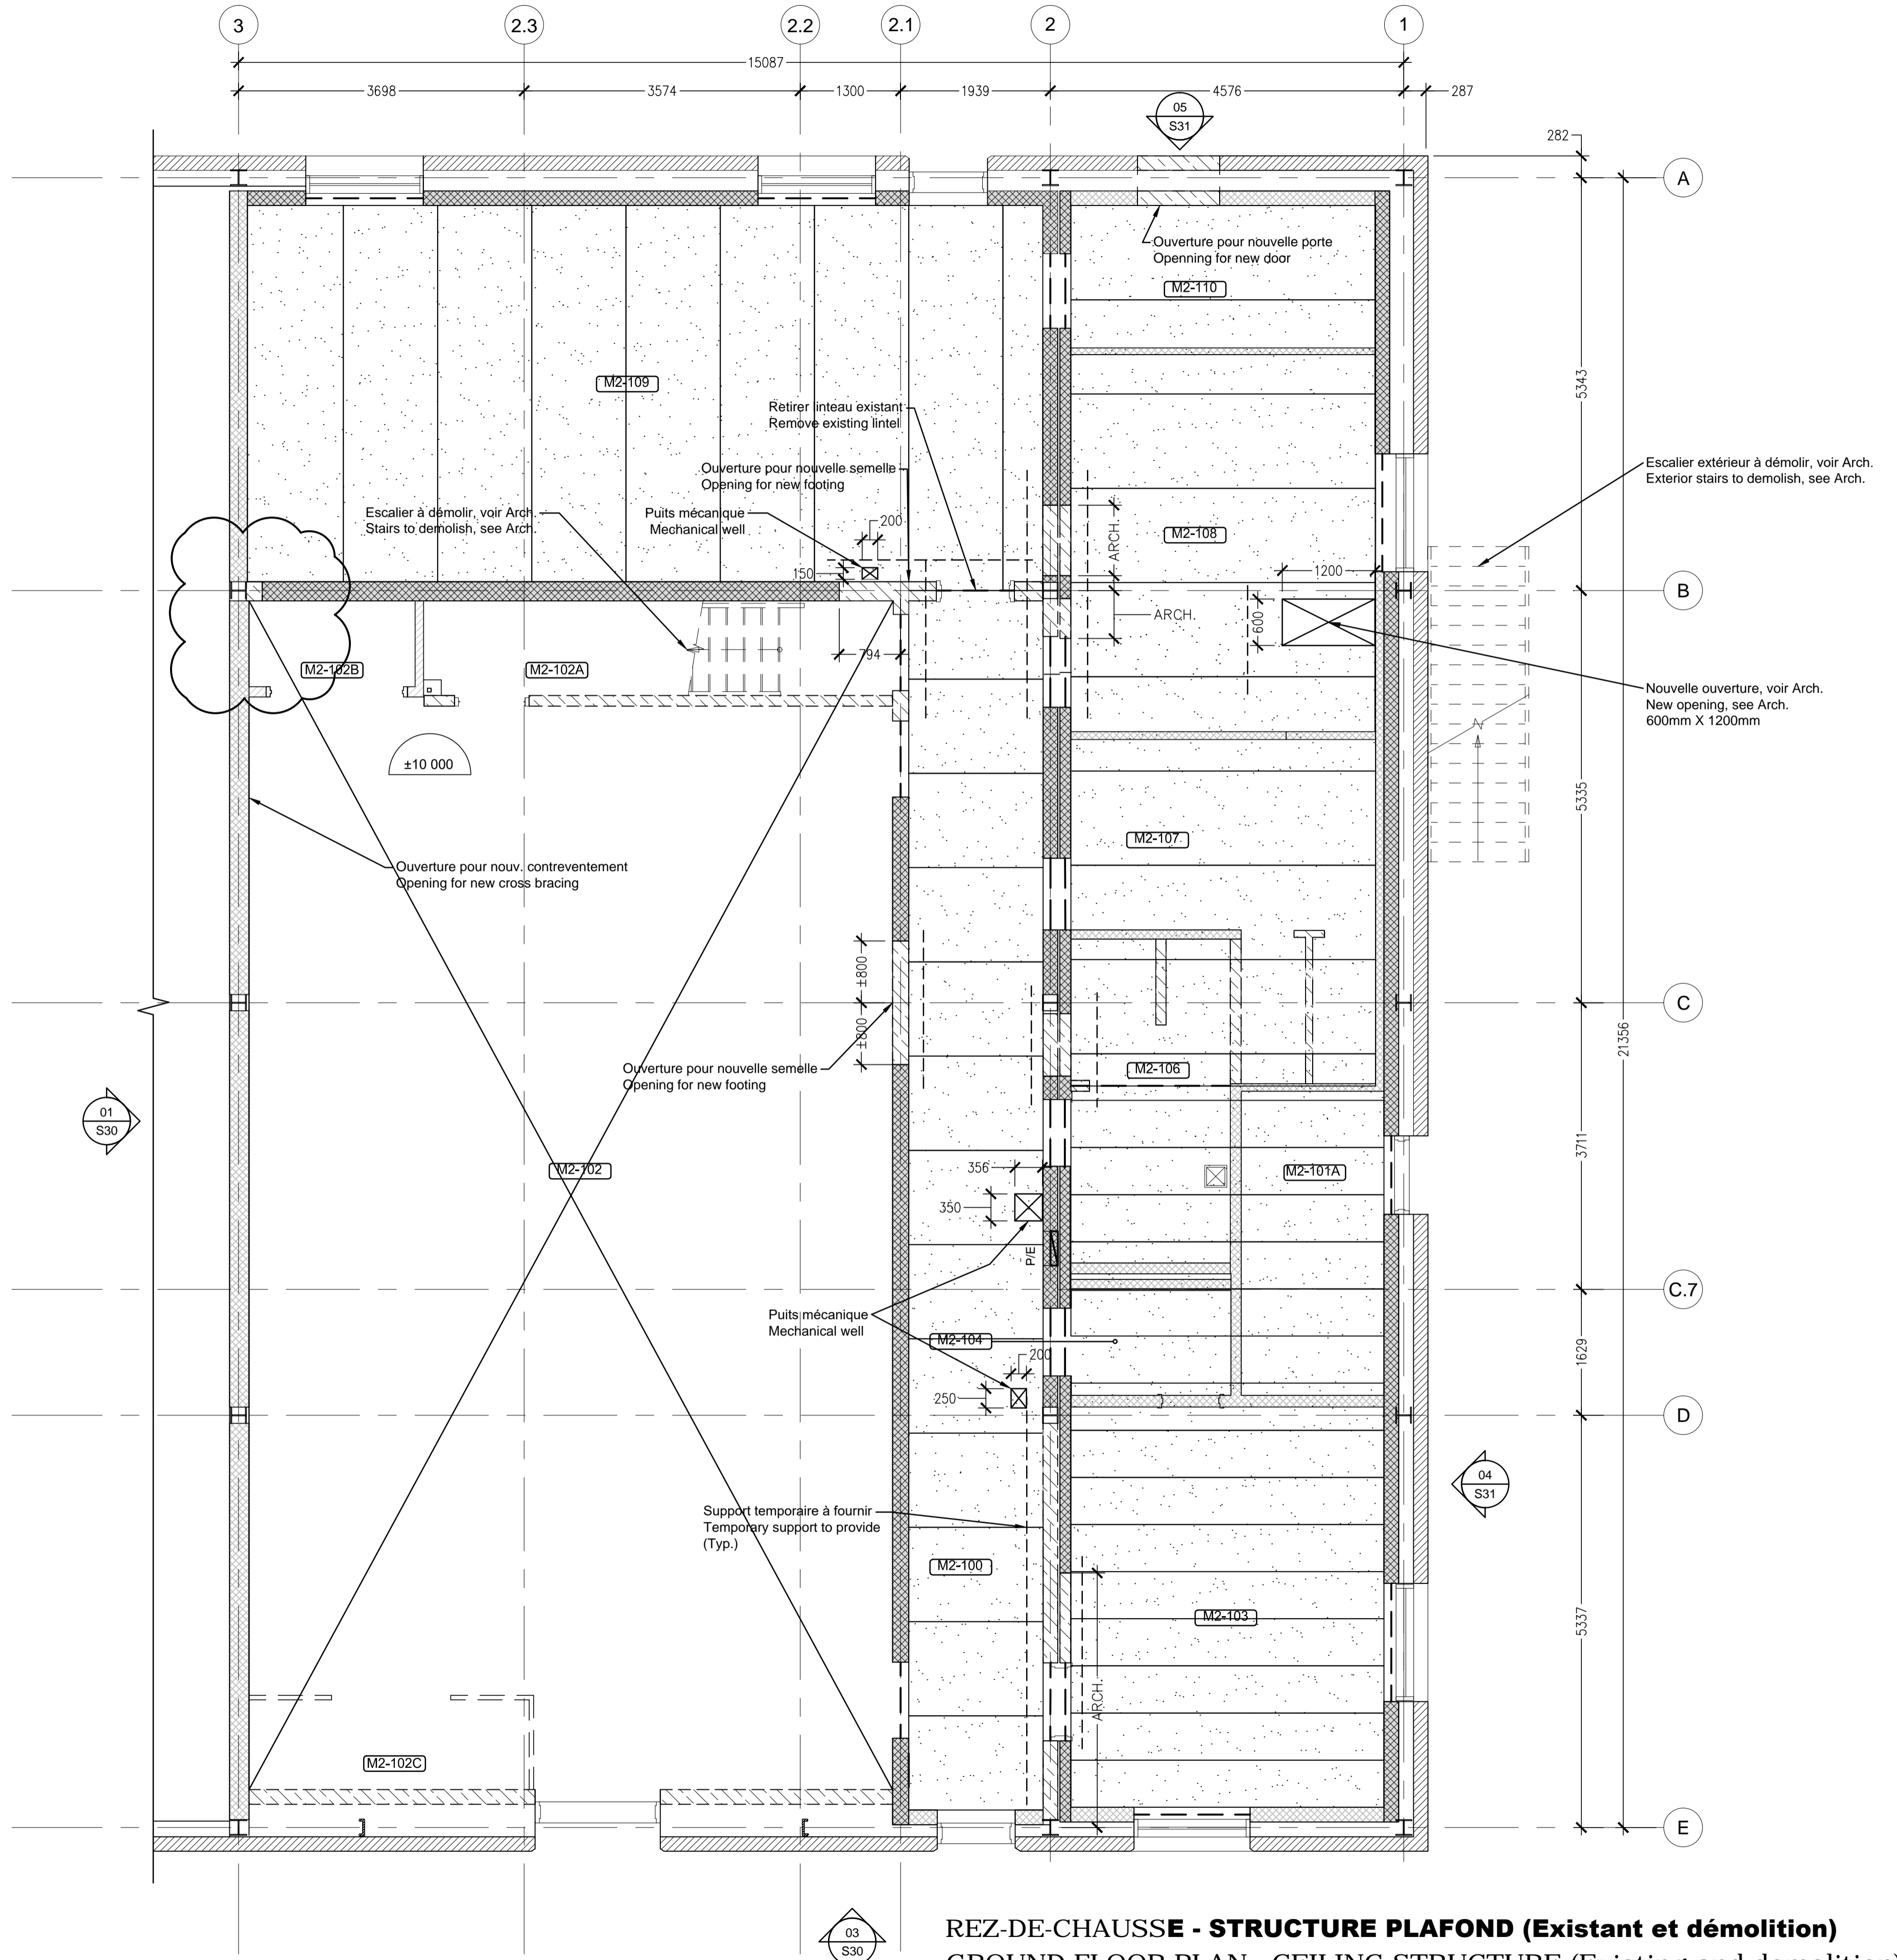 3
2.3
2.2
2.1
2
1
15087
3698
3574
1300
1939
4576
287
05
S31
282
A
Ouverture pour nouvelle porte
Openning for new door
M2-110
5343
M2-109
Retirer linteau existant
Remove existing lintel
Ouverture pour nouvelle semelle
Opening for new footing
Escalier extérieur à démolir, voir Arch.
Exterior stairs to demolish, see Arch.
Escalier à démolir, voir Arch.
Stairs to demolish, see Arch.
Puits mécanique
Mechanical well
200
ARCH.
M2-108
150
1200
B
ARCH.
600
794
M2-102B
M2-102A
Nouvelle ouverture, voir Arch.
New opening, see Arch.
600mm X 1200mm
±10 000
5335
M2-107
Ouverture pour nouv. contreventement
Opening for new cross bracing
±800
±800
C
21356
Ouverture pour nouvelle semelle
Opening for new footing
M2-106
01
S30
3711
M2-102
356
M2-101A
350
P/E
C.7
Puits mécanique
Mechanical well
M2-104
200
1629
250
D
04
S31
Support temporaire à fournir
Temporary support to provide
(Typ.)
M2-100
M2-103
5337
ARCH.
M2-102C
E
03
S30
REZ-DE-CHAUSSE - STRUCTURE PLAFOND (Existant et démolition)
GROUND FLOOR PLAN - CEILING STRUCTURE (Existing and demolition